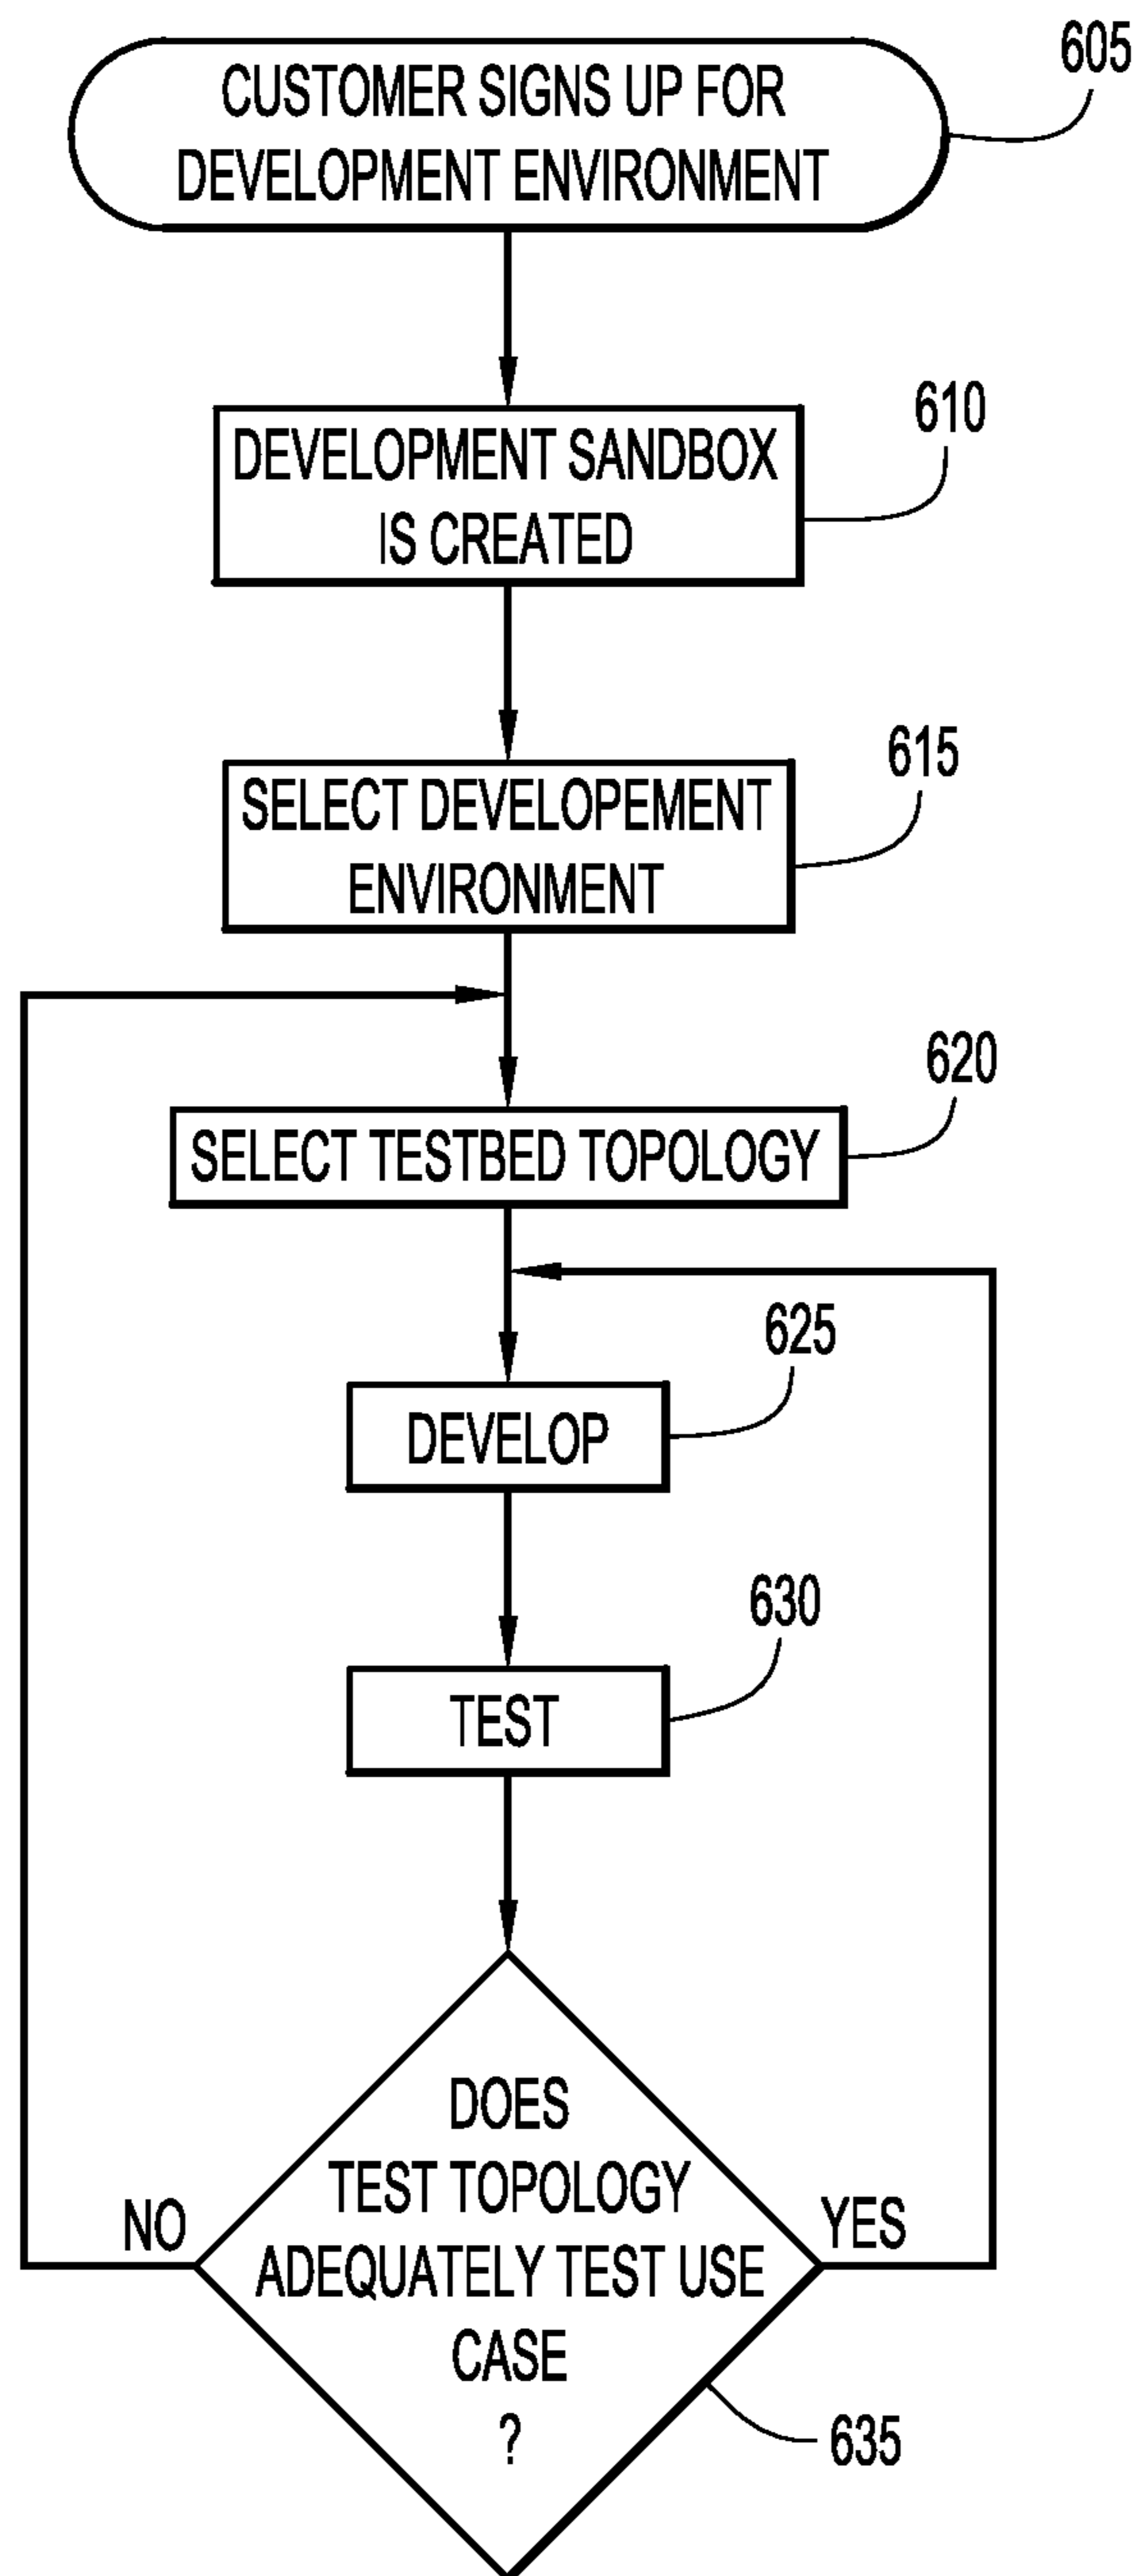 605
CUSTOMER SIGNS UP FOR
DEVELOPMENT ENVIRONMENT
610
DEVELOPMENT SANDBOX
IS CREATED
615
SELECT DEVELOPEMENT
ENVIRONMENT
620
SELECT TESTBED TOPOLOGY
625
DEVELOP
630
TEST
DOES
TEST TOPOLOGY
ADEQUATELY TEST USE
CASE
?
NO
YES
635